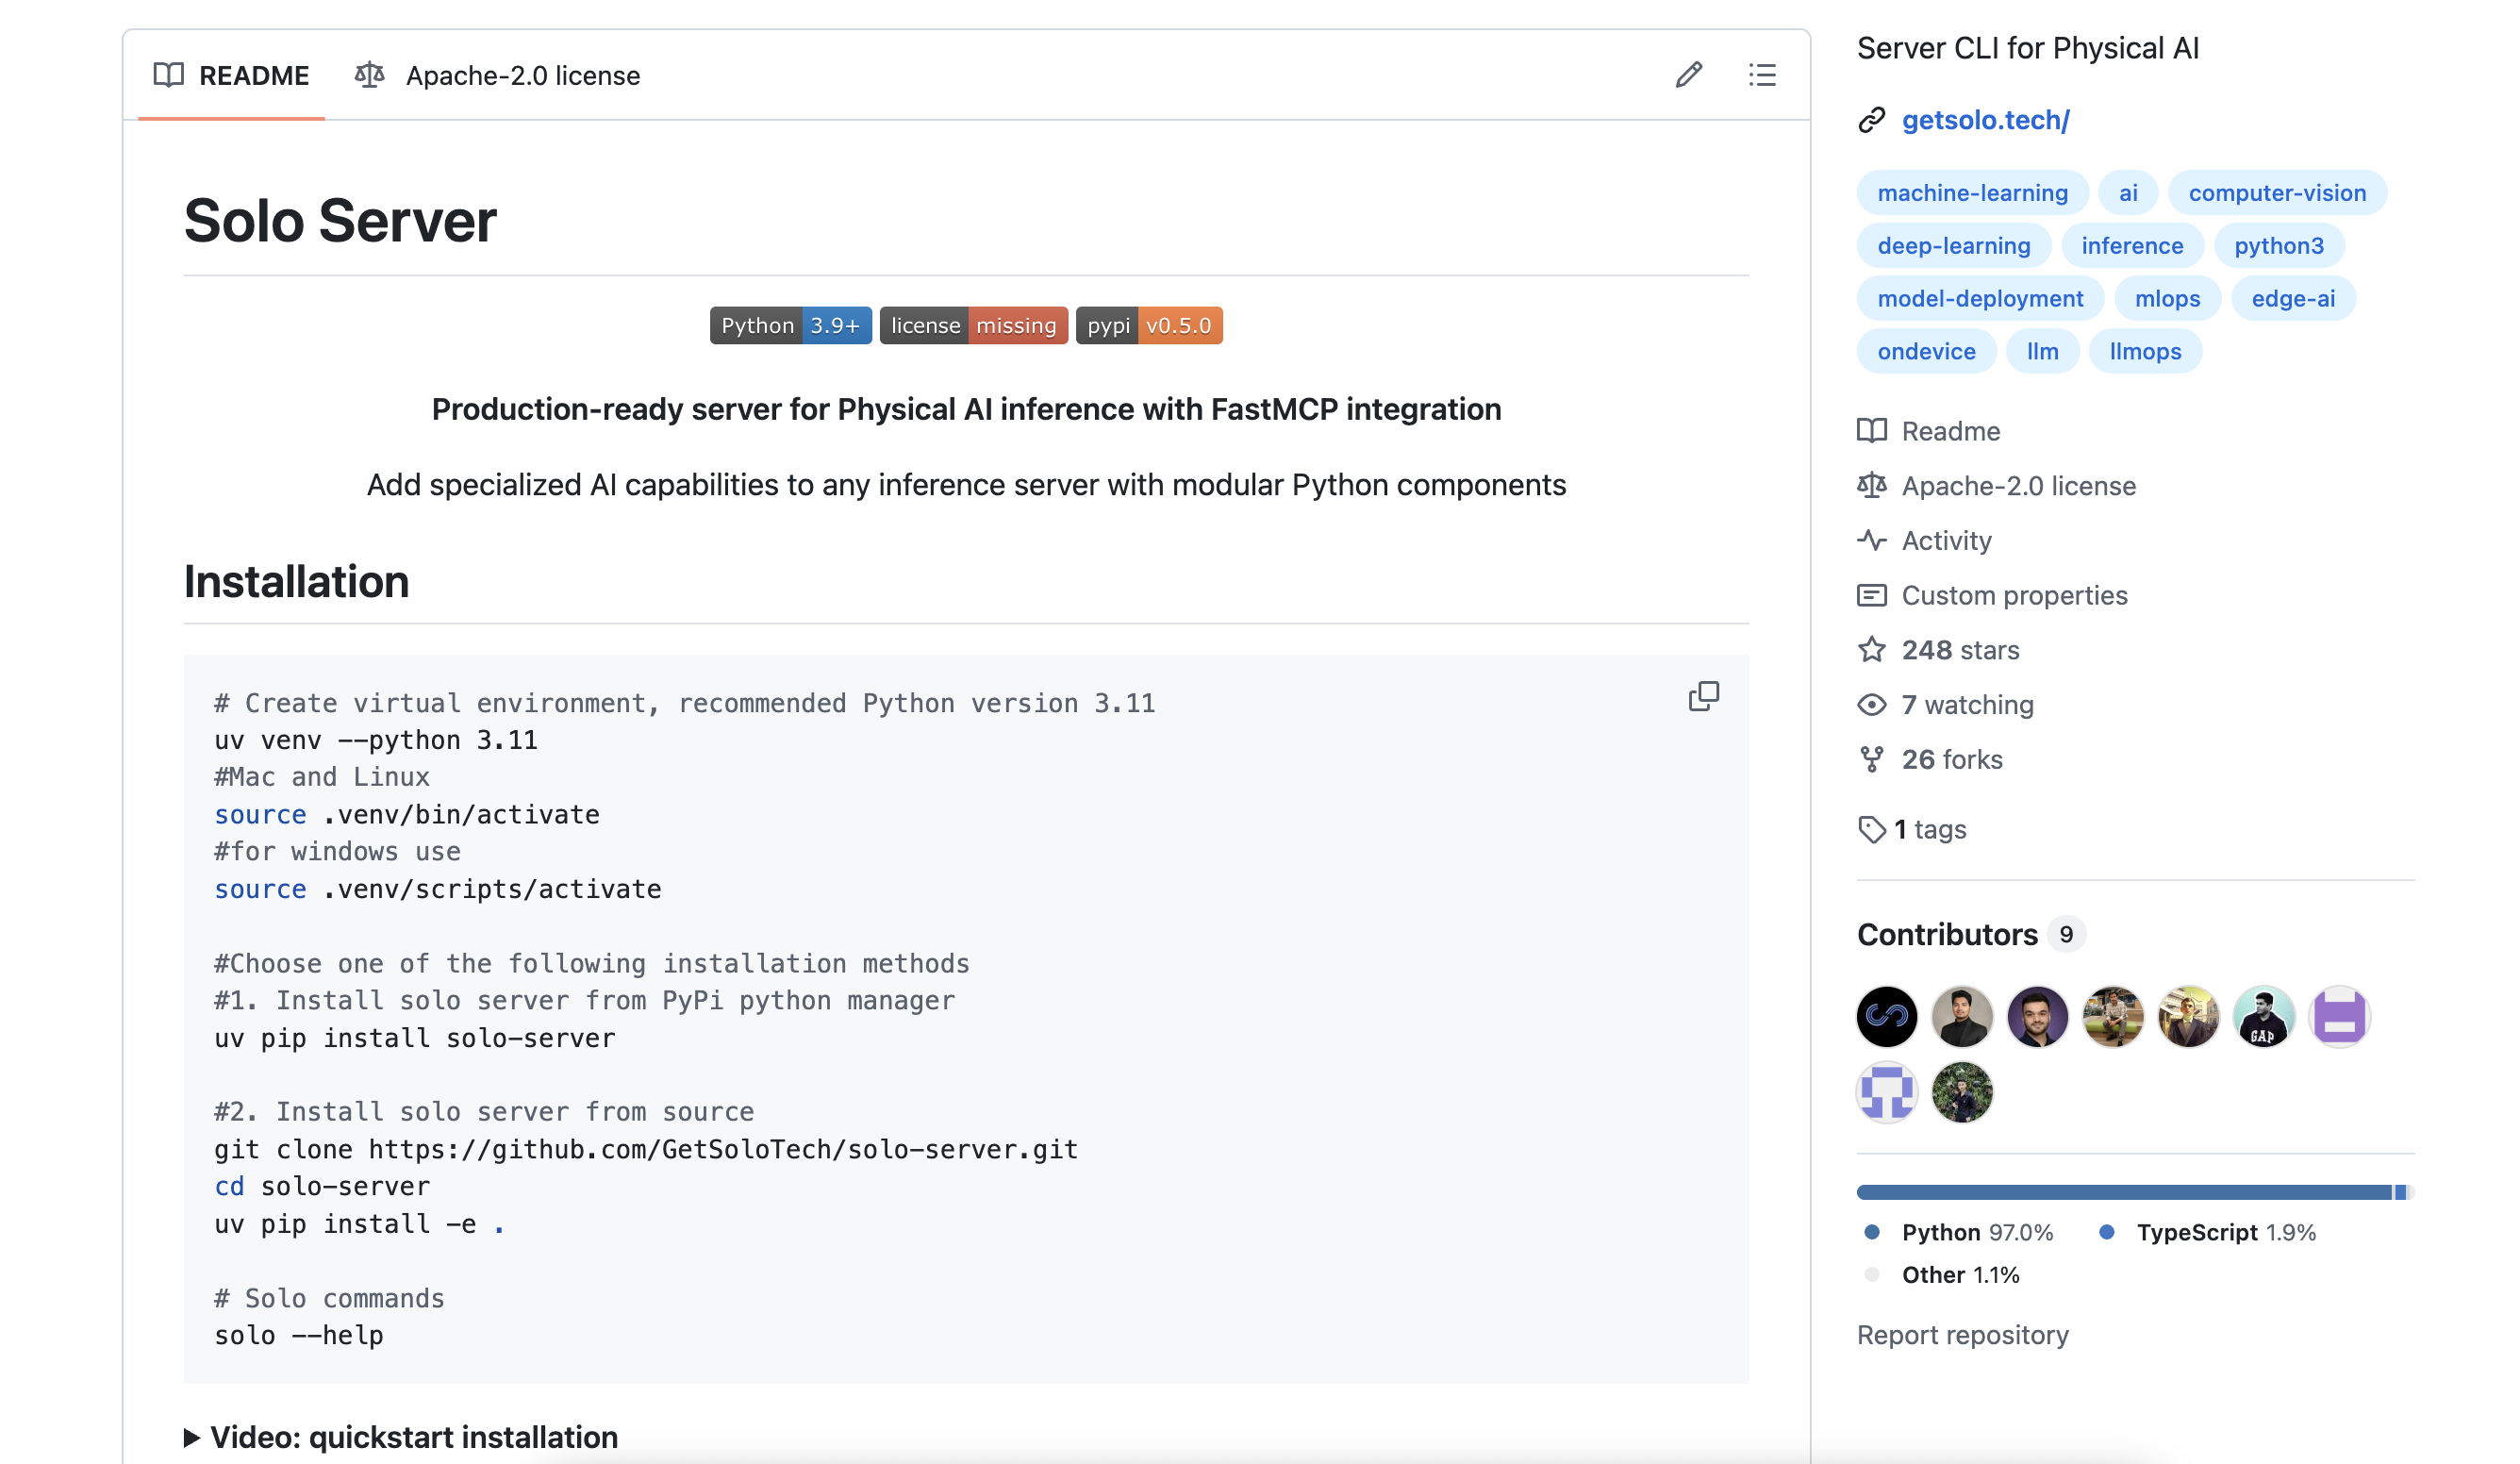 README
Apache-2.0 license
Solo Server
Python 3.9+ license missing pypi v0.5.0
Production-ready server for Physical AI inference with FastMCP integration
Add specialized AI capabilities to any inference server with modular Python components
Installation
# Create virtual environment, recommended Python version 3.11
uv venv --python 3.11
#Mac and Linux
source .venv/bin/activate
#for windows use
source .venv/scripts/activate
#Choose one of the following installation methods
#1. Install solo server from PyPi python manager
uv pip install solo-server
#2. Install solo server from source
git clone https://github.com/GetSoloTech/solo-server.git
cd solo-server
uv pip install -e .
# Solo commands
solo --help
Video: quickstart installation
Server CLI for Physical AI
getsolo.tech/
machine-learning ai computer-vision
deep-learning inference python3
model-deployment mlops edge-ai
ondevice llm llmops
Readme
Apache-2.0 license
Activity
Custom properties
248 stars
7 watching
26 forks
1 tags
Contributors 9
GAP
Python 97.0% TypeScript 1.9%
Other 1.1%
Report repository